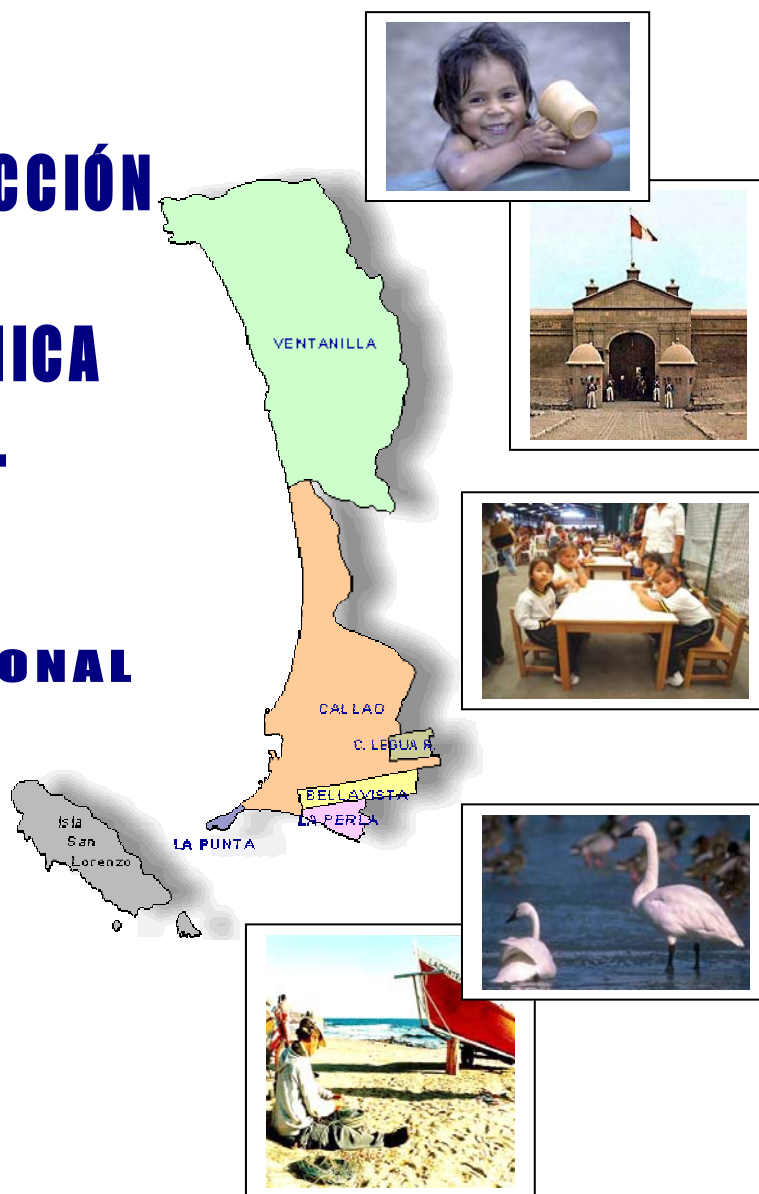 CCIÓN
VENTANILLA
NICA
ONAL
CALLAO
C. LEGUA R.
BELLAVISTA
LA PERLA
Isla
San
Lorenzo
LA PUNTA